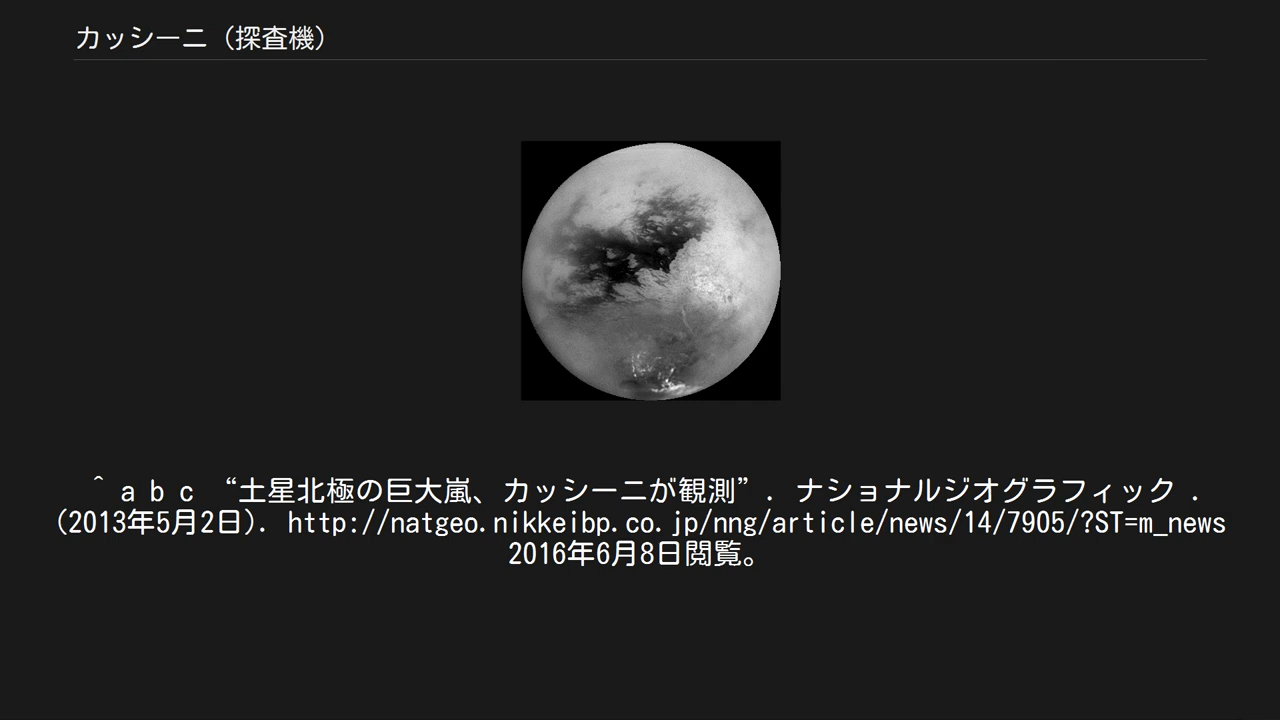 カッシーニ (探査機)
^ a b c “土星北極の巨大嵐、カッシーニが観測”. ナショナルジオグラフィック .
(2013年5月2日). http://natgeo.nikkeibp.co.jp/nng/article/news/14/7905/?ST=m_news
2016年6月8日閲覧。